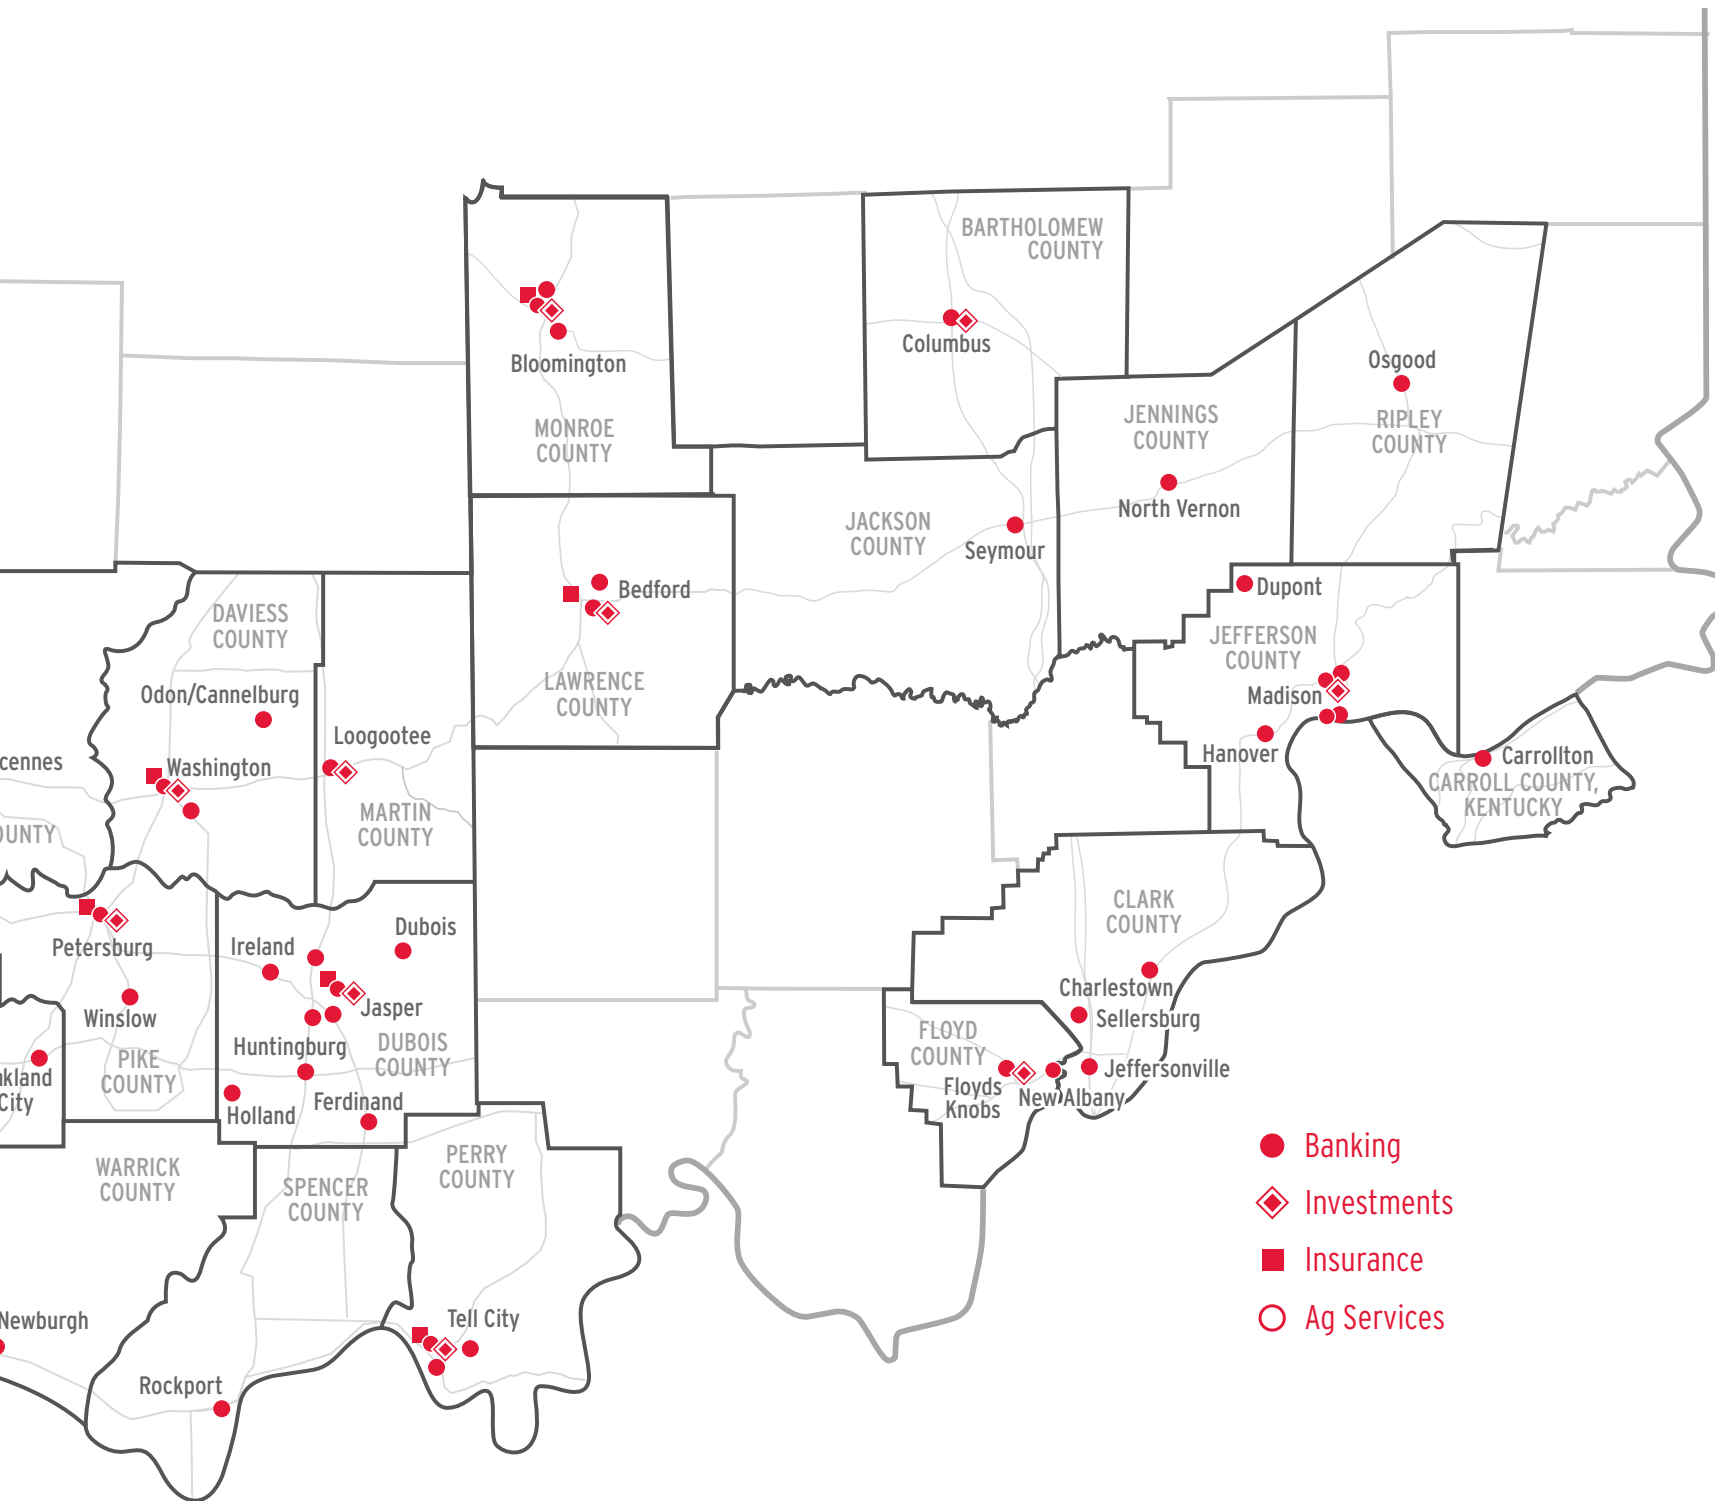 BARTHOLOMEW
COUNTY
Columbus
Bloomington
MONROE
COUNTY
Osgood
RIPLEY
COUNTY
JENNINGS
COUNTY
North Vernon
JACKSON
COUNTY
Seymour
Bedford
LAWRENCE
COUNTY
Dupont
JEFFERSON
COUNTY
Madison
Hanover
Carrollton
CARROLL COUNTY,
KENTUCKY
DAVIESS
COUNTY
Odon/Cannelburg
Washington
Loogootee
MARTIN
COUNTY
cennes
OUNTY
Petersburg
Winslow
PIKE
COUNTY
kland
City
Ireland
Dubois
Jasper
Huntingburg
DUBOIS
COUNTY
Holland
Ferdinand
CLARK
COUNTY
Charlestown
Sellersburg
FLOYD
COUNTY
Jeffersonville
Floyds
Knobs
New Albany
WARRICK
COUNTY
SPENCER
COUNTY
PERRY
COUNTY
Newburgh
Rockport
Tell City
Banking
Investments
Insurance
Ag Services